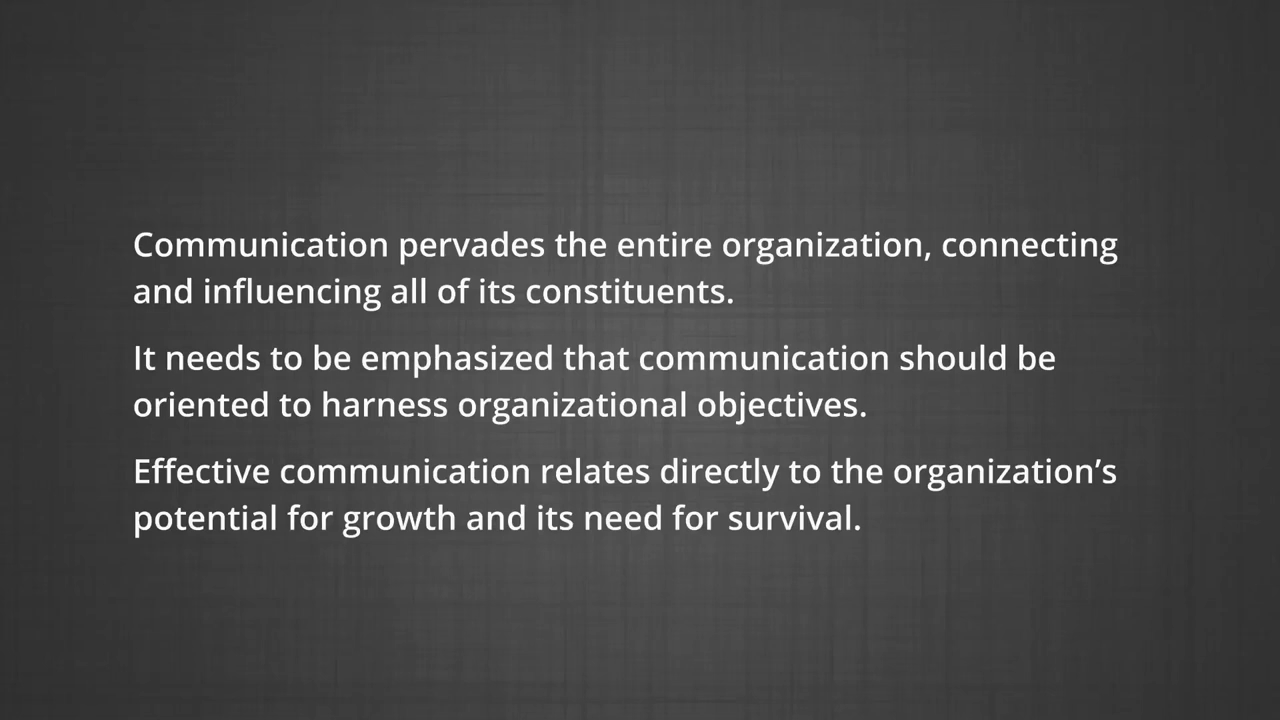 Communication pervades the entire organization, connecting
and influencing all of its constituents.
It needs to be emphasized that communication should be
oriented to harness organizational objectives.
Effective communication relates directly to the organization’s
potential for growth and its need for survival.